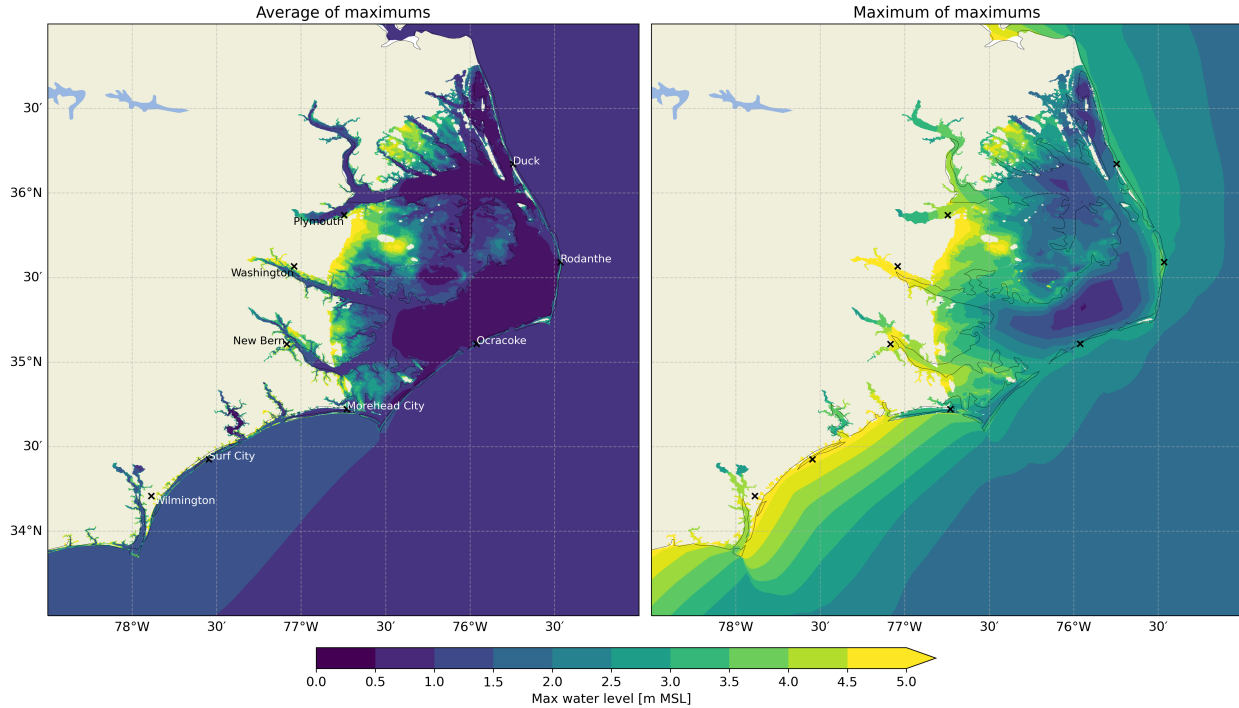 Average of maximums
Maximum of maximums
30′
Duck
36°N
Plymouth
Rodanthe
Washington
30′
New Bern
Ocracoke
35°N
Morehead City
30′
Surf City
Wilmington
34°N
78°W 30′ 77°W 30′ 76°W 30′
78°W 30′ 77°W 30′ 76°W 30′
0.0 0.5 1.0 1.5 2.0 2.5 3.0 3.5 4.0 4.5 5.0
Max water level [m MSL]